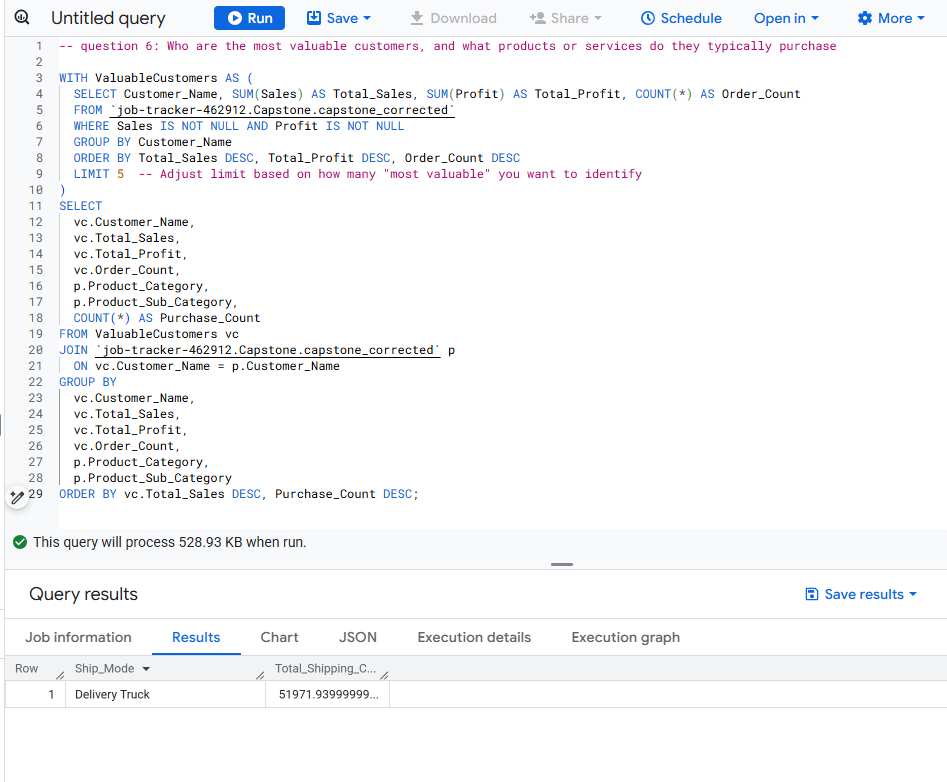 Untitled query
Run
Save
Download
Share
Schedule
Open in
More
1 -- question 6: Who are the most valuable customers, and what products or services do they typically purchase
2
3 WITH ValuableCustomers AS (
4 SELECT Customer_Name, SUM(Sales) AS Total_Sales, SUM(Profit) AS Total_Profit, COUNT(*) AS Order_Count
5 FROM `job-tracker-462912.Capstone.capstone_corrected`
6 WHERE Sales IS NOT NULL AND Profit IS NOT NULL
7 GROUP BY Customer_Name
8 ORDER BY Total_Sales DESC, Total_Profit DESC, Order_Count DESC
9 LIMIT 5 -- Adjust limit based on how many "most valuable" you want to identify
10 )
11 SELECT
12 vc.Customer_Name,
13 vc.Total_Sales,
14 vc.Total_Profit,
15 vc.Order_Count,
16 p.Product_Category,
17 p.Product_Sub_Category,
18 COUNT(*) AS Purchase_Count
19 FROM ValuableCustomers vc
20 JOIN `job-tracker-462912.Capstone.capstone_corrected` p
21 ON vc.Customer_Name = p.Customer_Name
22 GROUP BY
23 vc.Customer_Name,
24 vc.Total_Sales,
25 vc.Total_Profit,
26 vc.Order_Count,
27 p.Product_Category,
28 p.Product_Sub_Category
29 ORDER BY vc.Total_Sales DESC, Purchase_Count DESC;
This query will process 528.93 KB when run.
Query results
Save results
Job information
Results
Chart
JSON
Execution details
Execution graph
Row Ship_Mode Total_Shipping_C...
1 Delivery Truck 51971.93999999...